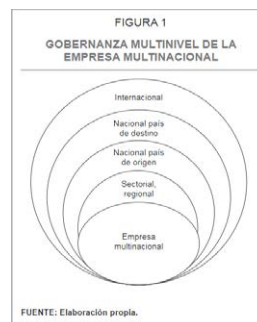 FIGURA 1
GOBERNANZA MULTINIVEL DE LA
EMPRESA MULTINACIONAL
Internacional
Nacional país
de destino
Nacional país
de origen
Sectorial,
regional
Empresa
multinacional
FUENTE: Elaboración propia.